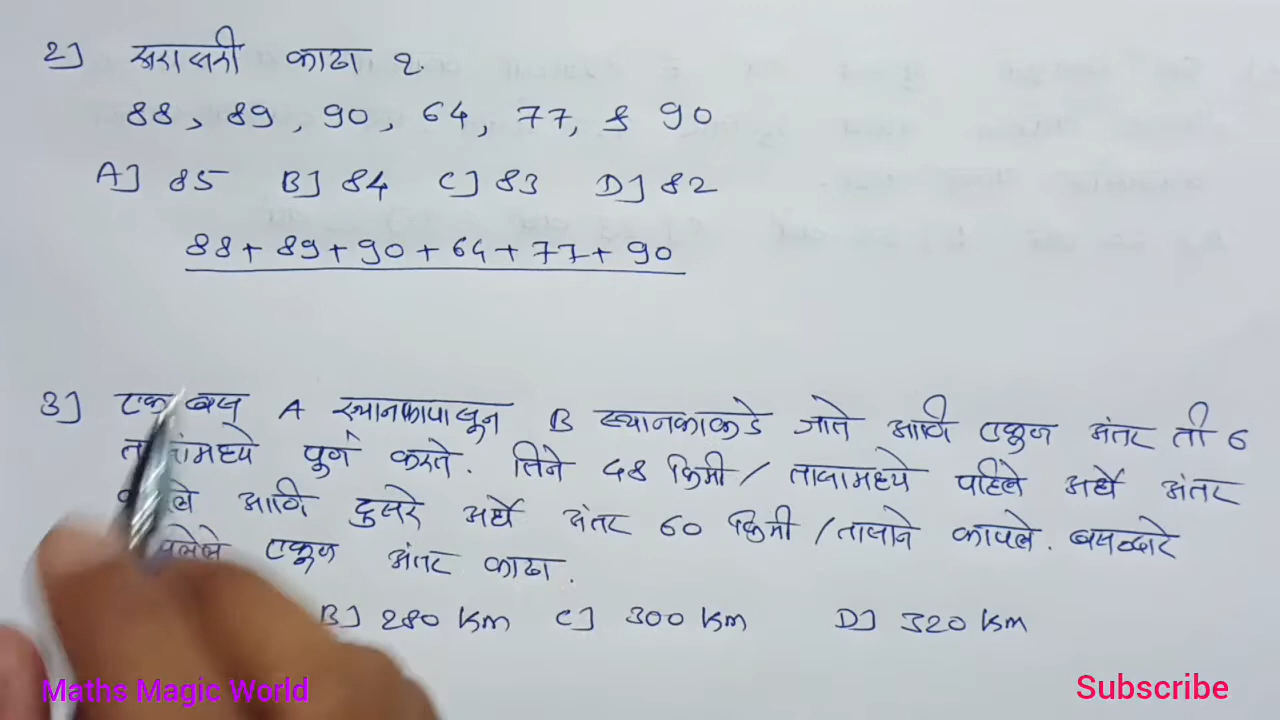 2] सरासरी काढा ?
88, 89, 90, 64, 77, & 90
A] 85 B] 84 C] 83 D] 82
88 + 89 + 90 + 64 + 77 + 90
3] एक बस A स्थानकापासून B स्थानकाकडे जाते आणि एकूण अंतर ती 6
पूर्ण करते. तिने 48 किमी / तासामध्ये पहिले अर्धे अंतर
आणि दुसरे अर्धे अंतर 60 किमी / तासाने कापले. बसद्वारे
एकूण अंतर काढा.
B] 280 Km C] 300 Km D] 320 Km
Maths Magic World
Subscribe